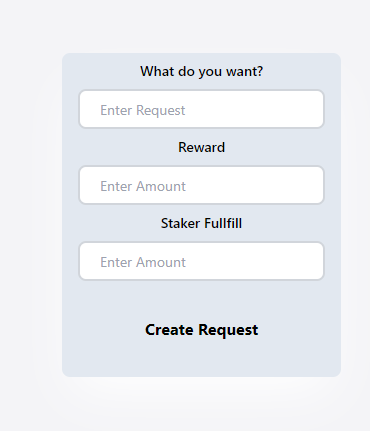 What do you want?
Enter Request
Reward
Enter Amount
Staker Fullfill
Enter Amount
Create Request